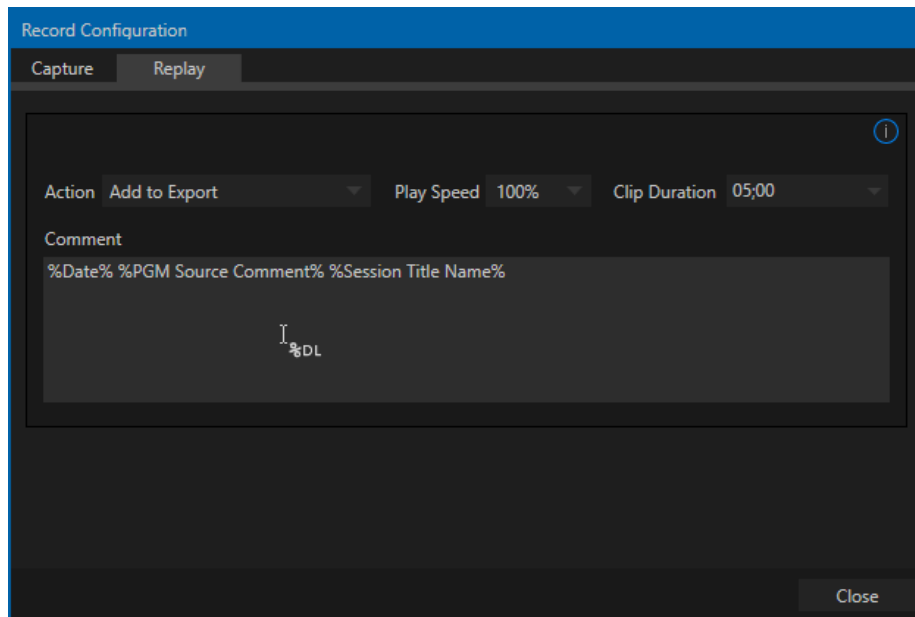 Record Configuration
Capture Replay
i
Action Add to Export Play Speed 100% Clip Duration 05;00
Comment
%Date% %PGM Source Comment% %Session Title Name%
%DL
Close